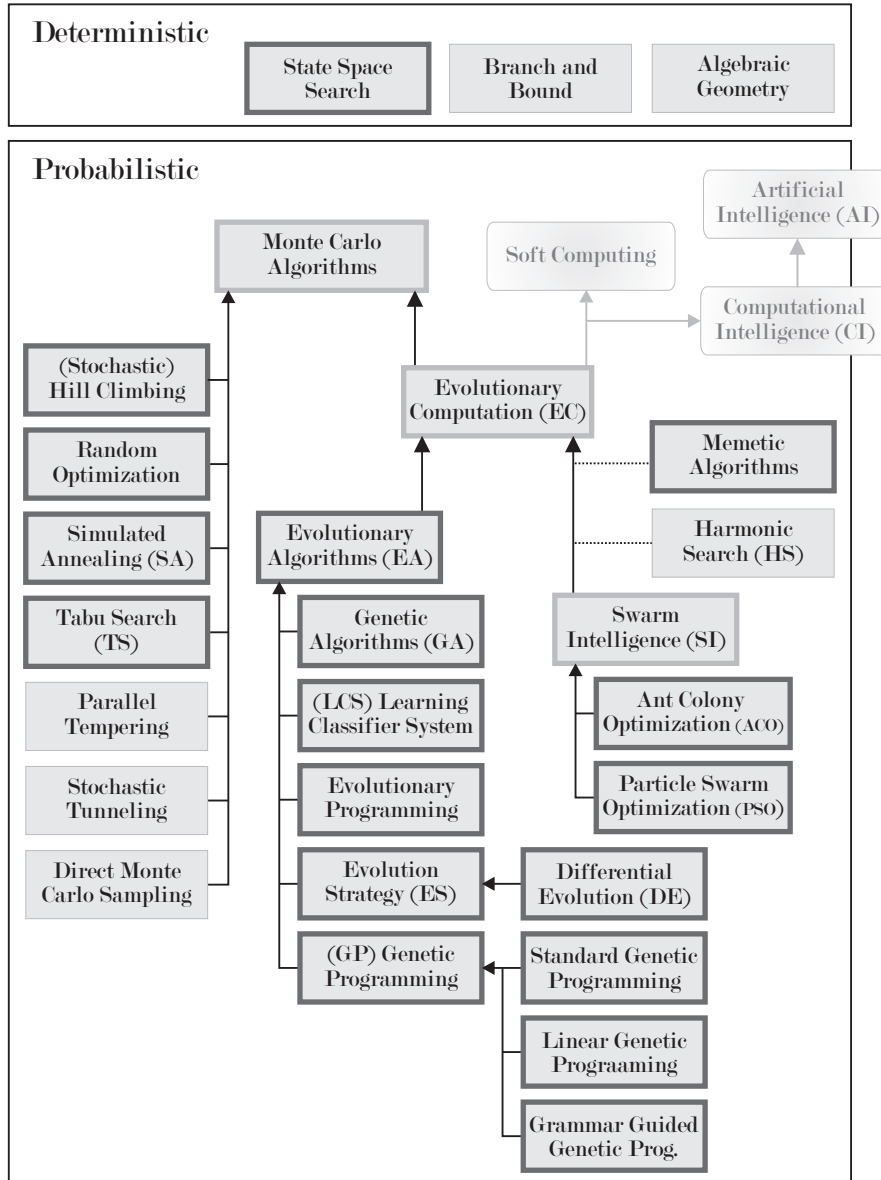 Deterministic
State Space
Search
Branch and
Bound
Algebraic
Geometry
Probabilistic
Artificial
Intelligence (AI)
Monte Carlo
Algorithms
Soft Computing
Computational
Intelligence (CI)
(Stochastic)
Hill Climbing
Evolutionary
Computation (EC)
Random
Optimization
Memetic
Algorithms
Simulated
Annealing (SA)
Evolutionary
Algorithms (EA)
Harmonic
Search (HS)
Tabu Search
(TS)
Genetic
Algorithms (GA)
Swarm
Intelligence (SI)
Parallel
Tempering
(LCS) Learning
Classifier System
Ant Colony
Optimization (ACO)
Stochastic
Tunneling
Evolutionary
Programming
Particle Swarm
Optimization (PSO)
Direct Monte
Carlo Sampling
Evolution
Strategy (ES)
Differential
Evolution (DE)
(GP) Genetic
Programming
Standard Genetic
Programming
Linear Genetic
Prograaming
Grammar Guided
Genetic Prog.